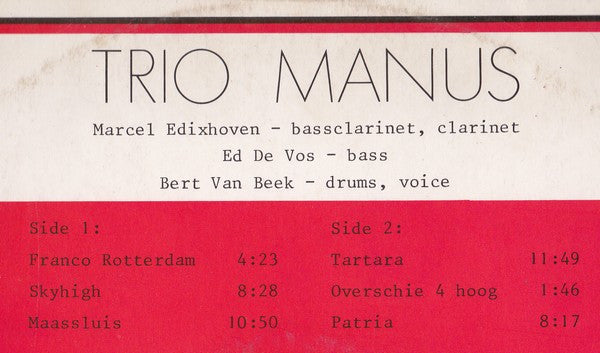 TRIO MANUS
Marcel Edixhoven - bassclarinet, clarinet
Ed De Vos - bass
Bert Van Beek - drums, voice
Side 1:
Franco Rotterdam 4:23
Skyhigh 8:28
Maassluis 10:50
Side 2:
Tartara 11:49
Overschie 4 hoog 1:46
Patria 8:17